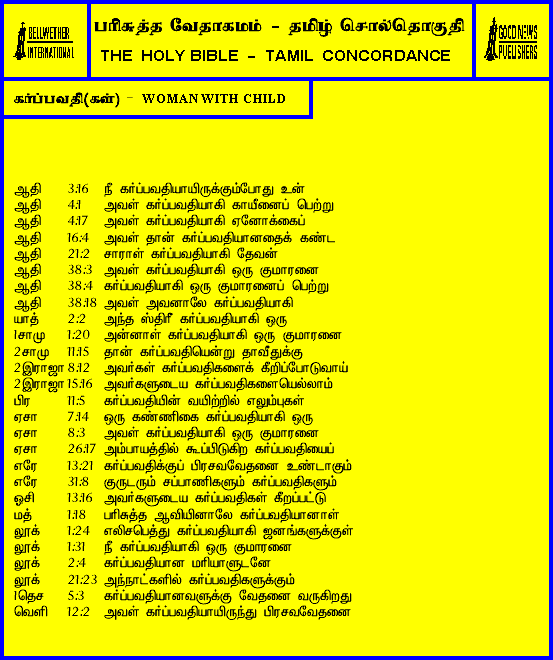 BELLWETHER
INTERNATIONAL
பரிசுத்த வேதாகமம் - தமிழ் சொல்தொகுதி
THE HOLY BIBLE - TAMIL CONCORDANCE
GOOD NEWS
PUBLISHERS
கர்ப்பவதி(கள்) - WOMAN WITH CHILD
ஆதி 3:16 நீ கர்ப்பவதியாயிருக்கும்போது உன்
ஆதி 4:1 அவள் கர்ப்பவதியாகி காயீனைப் பெற்று
ஆதி 4:17 அவள் கர்ப்பவதியாகி ஏனோக்கைப்
ஆதி 16:4 அவள் தான் கர்ப்பவதியானதைக் கண்ட
ஆதி 21:2 சாராள் கர்ப்பவதியாகி தேவன்
ஆதி 38:3 அவள் கர்ப்பவதியாகி ஒரு குமாரனை
ஆதி 38:4 கர்ப்பவதியாகி ஒரு குமாரனைப் பெற்று
ஆதி 38:18 அவள் அவனாலே கர்ப்பவதியாகி
யாத் 2:2 அந்த ஸ்திரீ கர்ப்பவதியாகி ஒரு
1சாமு 1:20 அன்னாள் கர்ப்பவதியாகி ஒரு குமாரனை
2சாமு 11:15 தான் கர்ப்பவதியென்று தாவீதுக்கு
2இராஜா 8:12 அவர்கள் கர்ப்பவதிகளைக் கீறிப்போடுவாய்
2இராஜா 15:16 அவர்களுடைய கர்ப்பவதிகளையெல்லாம்
பிர 11:5 கர்ப்பவதியின் வயிற்றில் எலும்புகள்
ஏசா 7:14 ஒரு கண்ணிகை கர்ப்பவதியாகி ஒரு
ஏசா 8:3 அவள் கர்ப்பவதியாகி ஒரு குமாரனை
ஏசா 26:17 அம்பாயத்தில் கூப்பிடுகிற கர்ப்பவதியைப்
எரே 13:21 கர்ப்பவதிக்குப் பிரசவவேதனை உண்டாகும்
எரே 31:8 குருடரும் சப்பாணிகளும் கர்ப்பவதிகளும்
ஓசி 13:16 அவர்களுடைய கர்ப்பவதிகள் கீறப்பட்டு
மத் 1:18 பரிசுத்த ஆவியினாலே கர்ப்பவதியானாள்
லூக் 1:24 எலிசபெத்து கர்ப்பவதியாகி ஜனங்களுக்குள்
லூக் 1:31 நீ கர்ப்பவதியாகி ஒரு குமாரனை
லூக் 2:4 கர்ப்பவதியான மரியாளுடனே
லூக் 21:23 அந்நாட்களில் கர்ப்பவதிகளுக்கும்
1தெச 5:3 கர்ப்பவதியானவளுக்கு வேதனை வருகிறது
வெளி 12:2 அவள் கர்ப்பவதியாயிருந்து பிரசவவேதனை